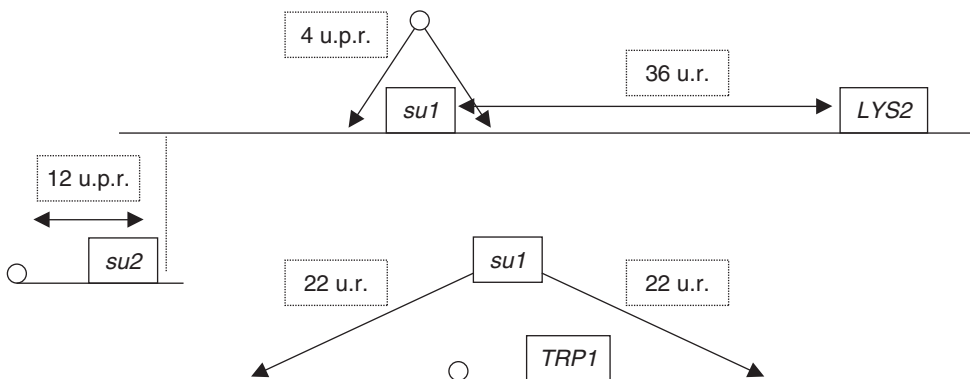 4 u.p.r.
36 u.r.
su1
LYS2
12 u.p.r.
su2
su1
22 u.r.
22 u.r.
TRP1